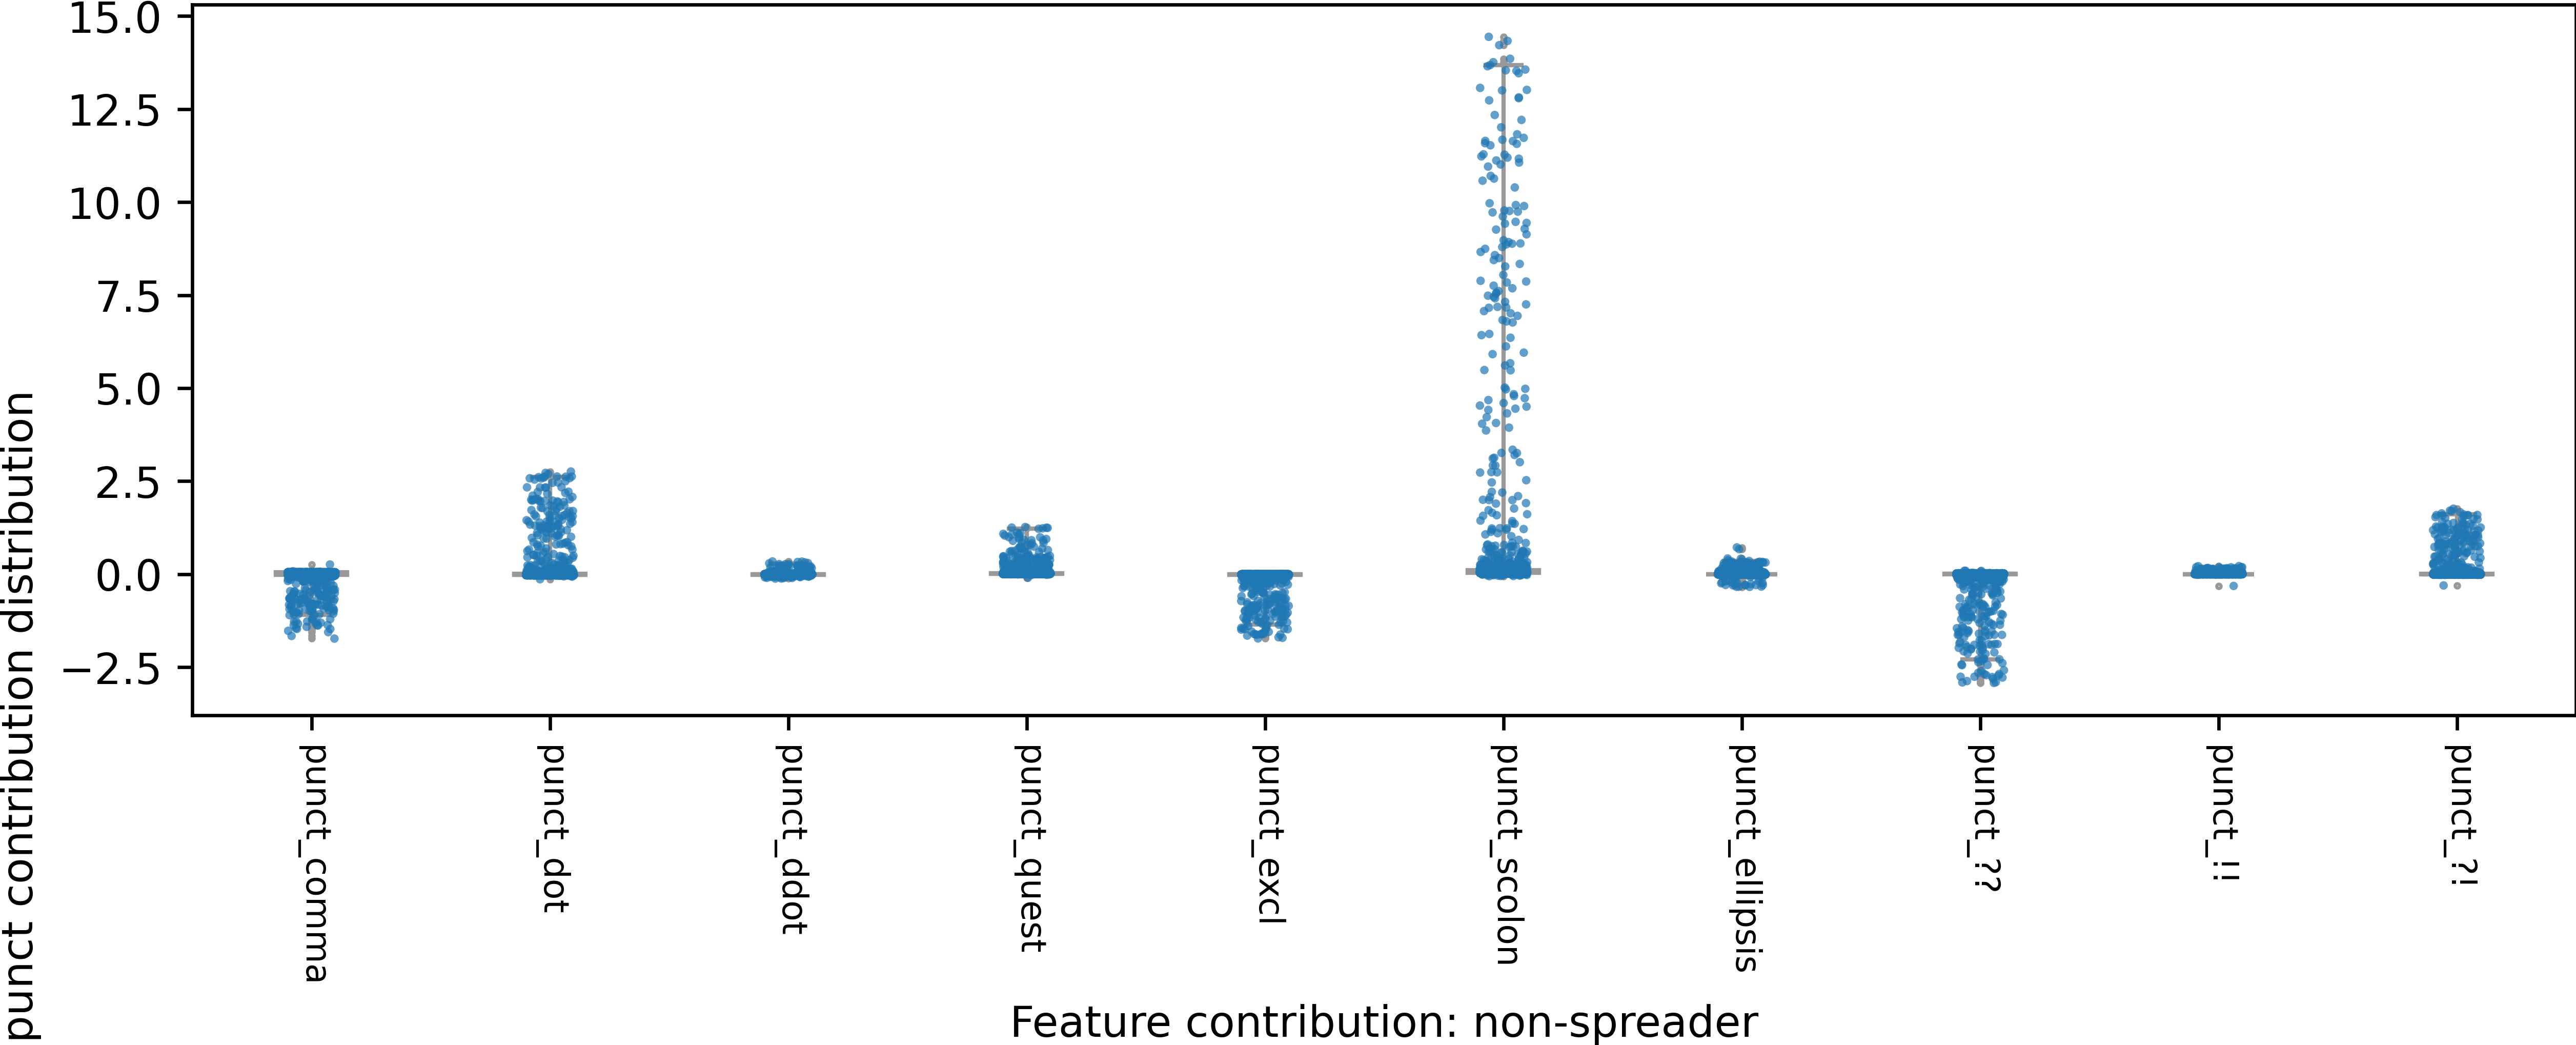 15.0
12.5
10.0
7.5
5.0
2.5
0.0
−2.5
punct contribution distribution
punct_comma
punct_dot
punct_ddot
punct_quest
punct_excl
punct_scolon
punct_ellipsis
punct_??
punct_!!
punct_?!
Feature contribution: non-spreader